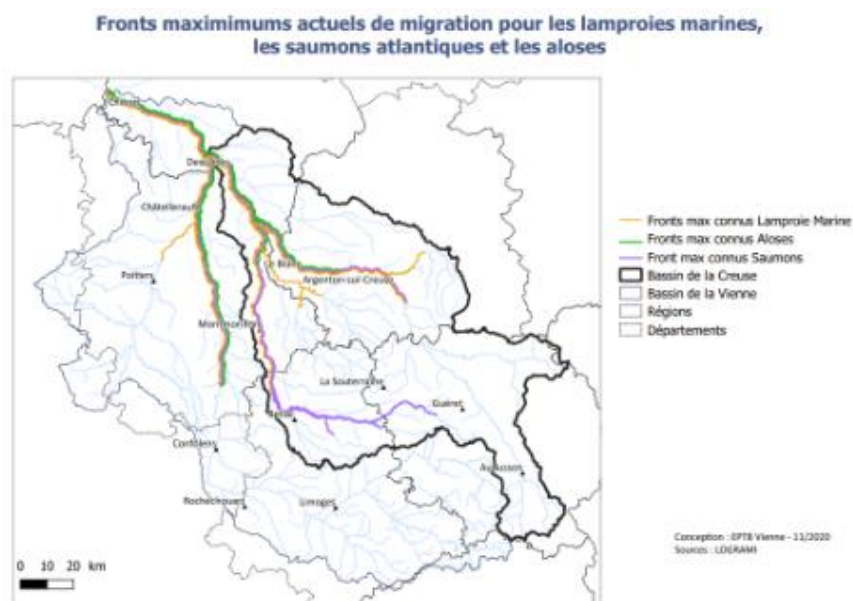 Fronts maximimums actuels de migration pour les lamproies marines,
les saumons atlantiques et les aloses
Chinon
Châtellerault
Poitiers
Le Blanc
Argenton-sur-Creuse
Montmorillon
La Souterraine
Guéret
Confolens
Aubusson
Rochechouart
Limoges
Fronts max connus Lamproie Marine
Fronts max connus Aloses
Front max connus Saumons
Bassin de la Creuse
Bassin de la Vienne
Régions
Départements
Conception : EPTB Vienne - 11/2020
Sources : LOGRAMI
0 10 20 km